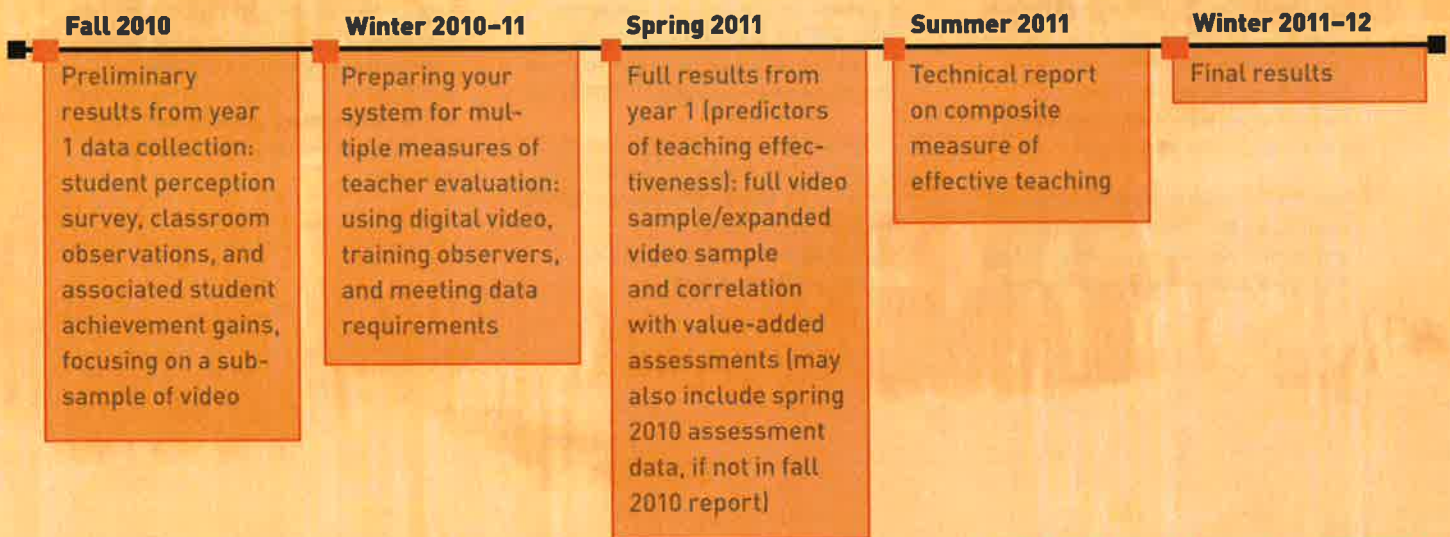 Fall 2010
Preliminary
results from year
1 data collection:
student perception
survey, classroom
observations, and
associated student
achievement gains,
focusing on a sub-
sample of video
Winter 2010–11
Preparing your
system for mul-
tiple measures of
teacher evaluation:
using digital video,
training observers,
and meeting data
requirements
Spring 2011
Full results from
year 1 (predictors
of teaching effec-
tiveness): full video
sample/expanded
video sample
and correlation
with value-added
assessments (may
also include spring
2010 assessment
data, if not in fall
2010 report)
Summer 2011
Technical report
on composite
measure of
effective teaching
Winter 2011–12
Final results